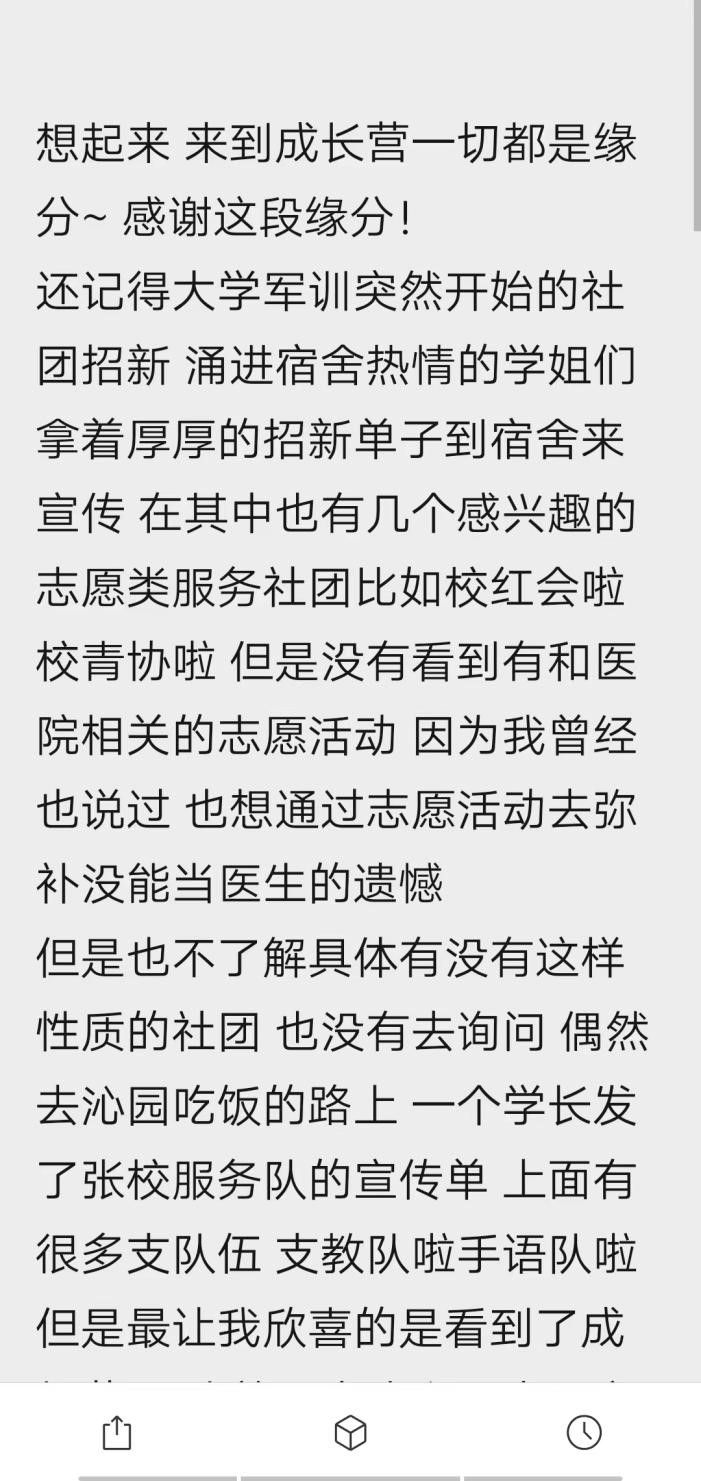 想起来 来到成长营一切都是缘
分~ 感谢这段缘分！
还记得大学军训突然开始的社
团招新 涌进宿舍热情的学姐们
拿着厚厚的招新单子到宿舍来
宣传 在其中也有几个感兴趣的
志愿类服务社团比如校红会啦
校青协啦 但是没有看到有和医
院相关的志愿活动 因为我曾经
也说过 也想通过志愿活动去弥
补没能当医生的遗憾
但是也不了解具体有没有这样
性质的社团 也没有去询问 偶然
去沁园吃饭的路上 一个学长发
了张校服务队的宣传单 上面有
很多支队伍 支教队啦手语队啦
但是最让我欣喜的是看到了成